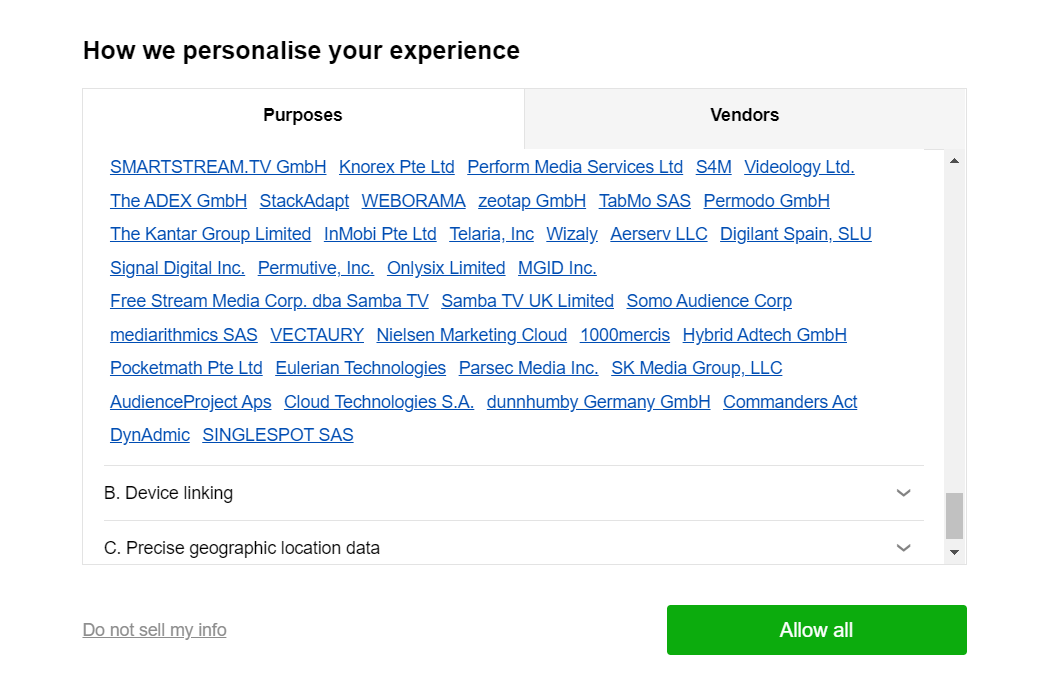 How we personalise your experience
Purposes Vendors
SMARTSTREAM.TV GmbH Knorex Pte Ltd Perform Media Services Ltd S4M Videology Ltd.
The ADEX GmbH StackAdapt WEBORAMA zeotap GmbH TabMo SAS Permodo GmbH
The Kantar Group Limited InMobi Pte Ltd Telaria, Inc Wizaly Aerserv LLC Digilant Spain, SLU
Signal Digital Inc. Permutive, Inc. Onlysix Limited MGID Inc.
Free Stream Media Corp. dba Samba TV Samba TV UK Limited Somo Audience Corp
mediarithmics SAS VECTAURY Nielsen Marketing Cloud 1000mercis Hybrid Adtech GmbH
Pocketmath Pte Ltd Eulerian Technologies Parsec Media Inc. SK Media Group, LLC
AudienceProject Aps Cloud Technologies S.A. dunnhumby Germany GmbH Commanders Act
DynAdmic SINGLESPOT SAS
B. Device linking
C. Precise geographic location data
Do not sell my info Allow all